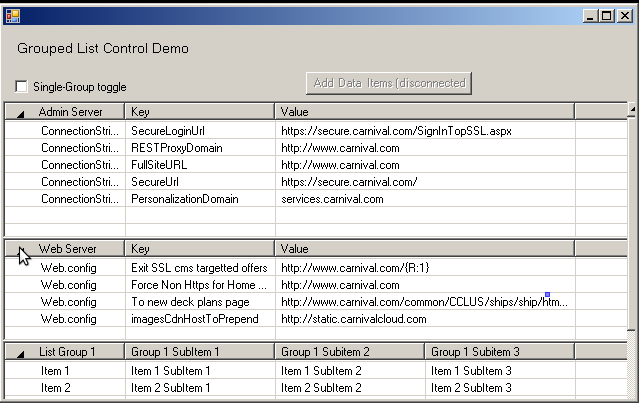 Grouped List Control Demo
Single-Group toggle
Add Data Items (disconnected
Admin Server Key Value
ConnectionStri... SecureLoginUrl https://secure.carnival.com/SignInTopSSL.aspx
ConnectionStri... RESTProxyDomain http://www.carnival.com
ConnectionStri... FullSiteURL http://www.carnival.com
ConnectionStri... SecureUrl https://secure.carnival.com/
ConnectionStri... PersonalizationDomain services.carnival.com
Web Server Key Value
Web.config Exit SSL cms targetted offers http://www.carnival.com/{R:1}
Web.config Force Non Https for Home ... http://www.carnival.com
Web.config To new deck plans page http://www.carnival.com/common/CCLUS/ships/ship/htm...
Web.config imagesCdnHostToPrepend http://static.carnivalcloud.com
List Group 1 Group 1 SubItem 1 Group 1 Subitem 2 Group 1 Subitem 3
Item 1 Item 1 SubItem 1 Item 1 SubItem 2 Item 1 SubItem 3
Item 2 Item 2 SubItem 1 Item 2 SubItem 2 Item 2 SubItem 3